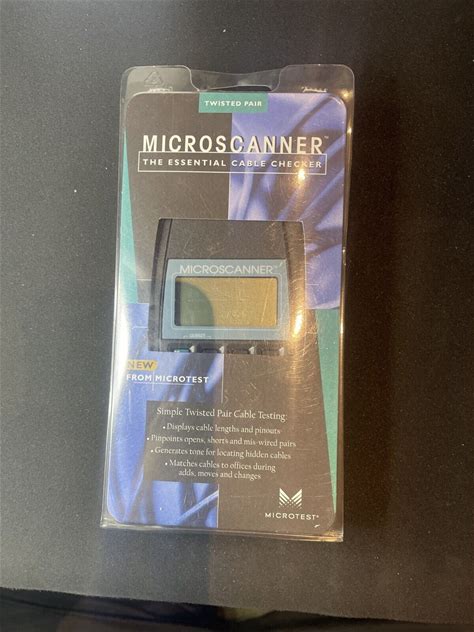 TWISTED PAIR
MICROSCANNER™
THE ESSENTIAL CABLE CHECKER
MICROSCANNER™
NEW
FROM MICROTEST
Simple Twisted Pair Cable Testing:
• Displays cable lengths and pinouts
• Pinpoints opens, shorts and mis-wired pairs
• Generates tone for locating hidden cables
• Matches cables to offices during
adds, moves and changes
MICROTEST®